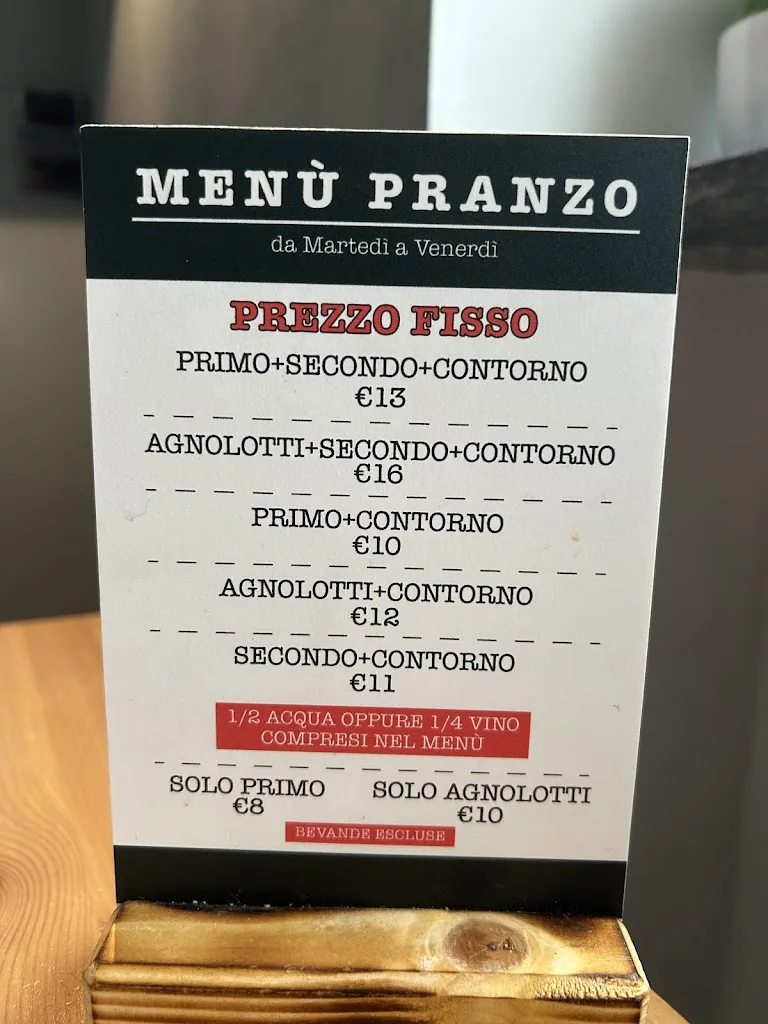 MENÙ PRANZO
da Martedì a Venerdì
PREZZO FISSO
PRIMO+SECONDO+CONTORNO
€13
AGNOLOTTI+SECONDO+CONTORNO
€16
PRIMO+CONTORNO
€10
AGNOLOTTI+CONTORNO
€12
SECONDO+CONTORNO
€11
1/2 ACQUA OPPURE 1/4 VINO
COMPRESI NEL MENÙ
SOLO PRIMO
€8
SOLO AGNOLOTTI
€10
BEVANDE ESCLUSE